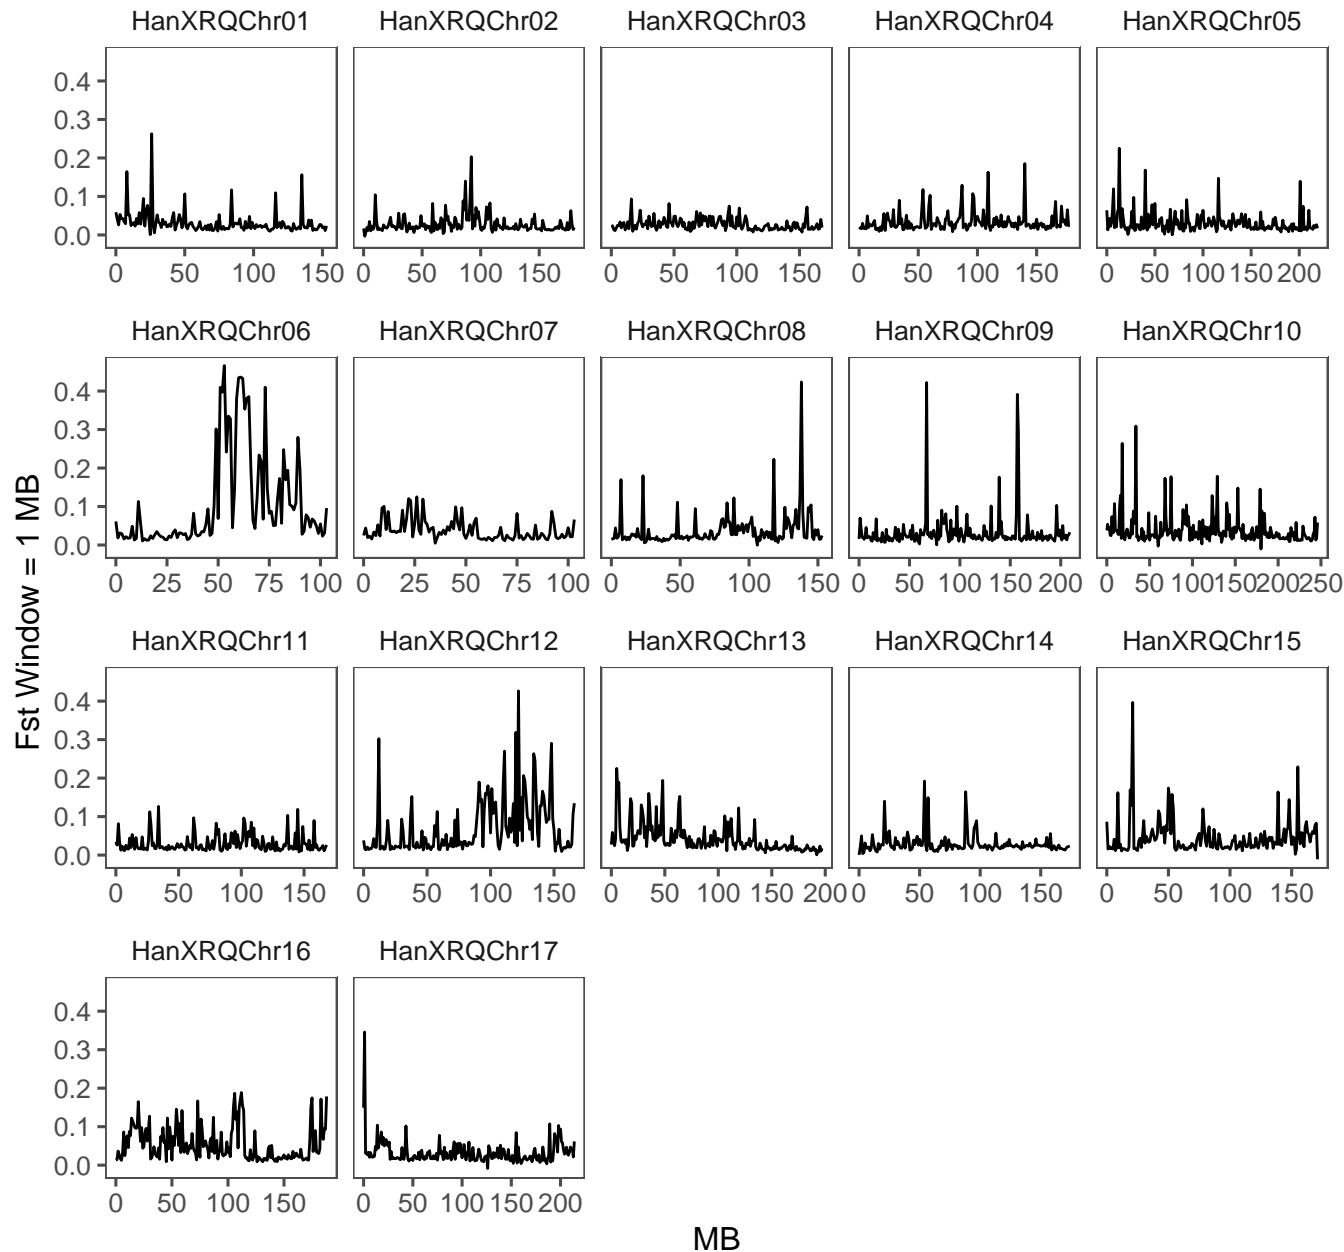 HanXRQChr01 HanXRQChr02 HanXRQChr03 HanXRQChr04 HanXRQChr05
0.4
0.3
0.2
0.1
0.0
0 50 100 150 0 50 100 150 0 50 100 150 0 50 100 150 0 50 100 150 200
HanXRQChr06 HanXRQChr07 HanXRQChr08 HanXRQChr09 HanXRQChr10
0.4
0.3
0.2
0.1
0.0
0 25 50 75 100 0 25 50 75 100 0 50 100 150 0 50 100 150 200 0 50 100 150 200 250
Fst Window = 1 MB
HanXRQChr11 HanXRQChr12 HanXRQChr13 HanXRQChr14 HanXRQChr15
0.4
0.3
0.2
0.1
0.0
0 50 100 150 0 50 100 150 0 50 100 150 200 0 50 100 150 0 50 100 150
HanXRQChr16 HanXRQChr17
0.4
0.3
0.2
0.1
0.0
0 50 100 150 0 50 100 150 200
MB